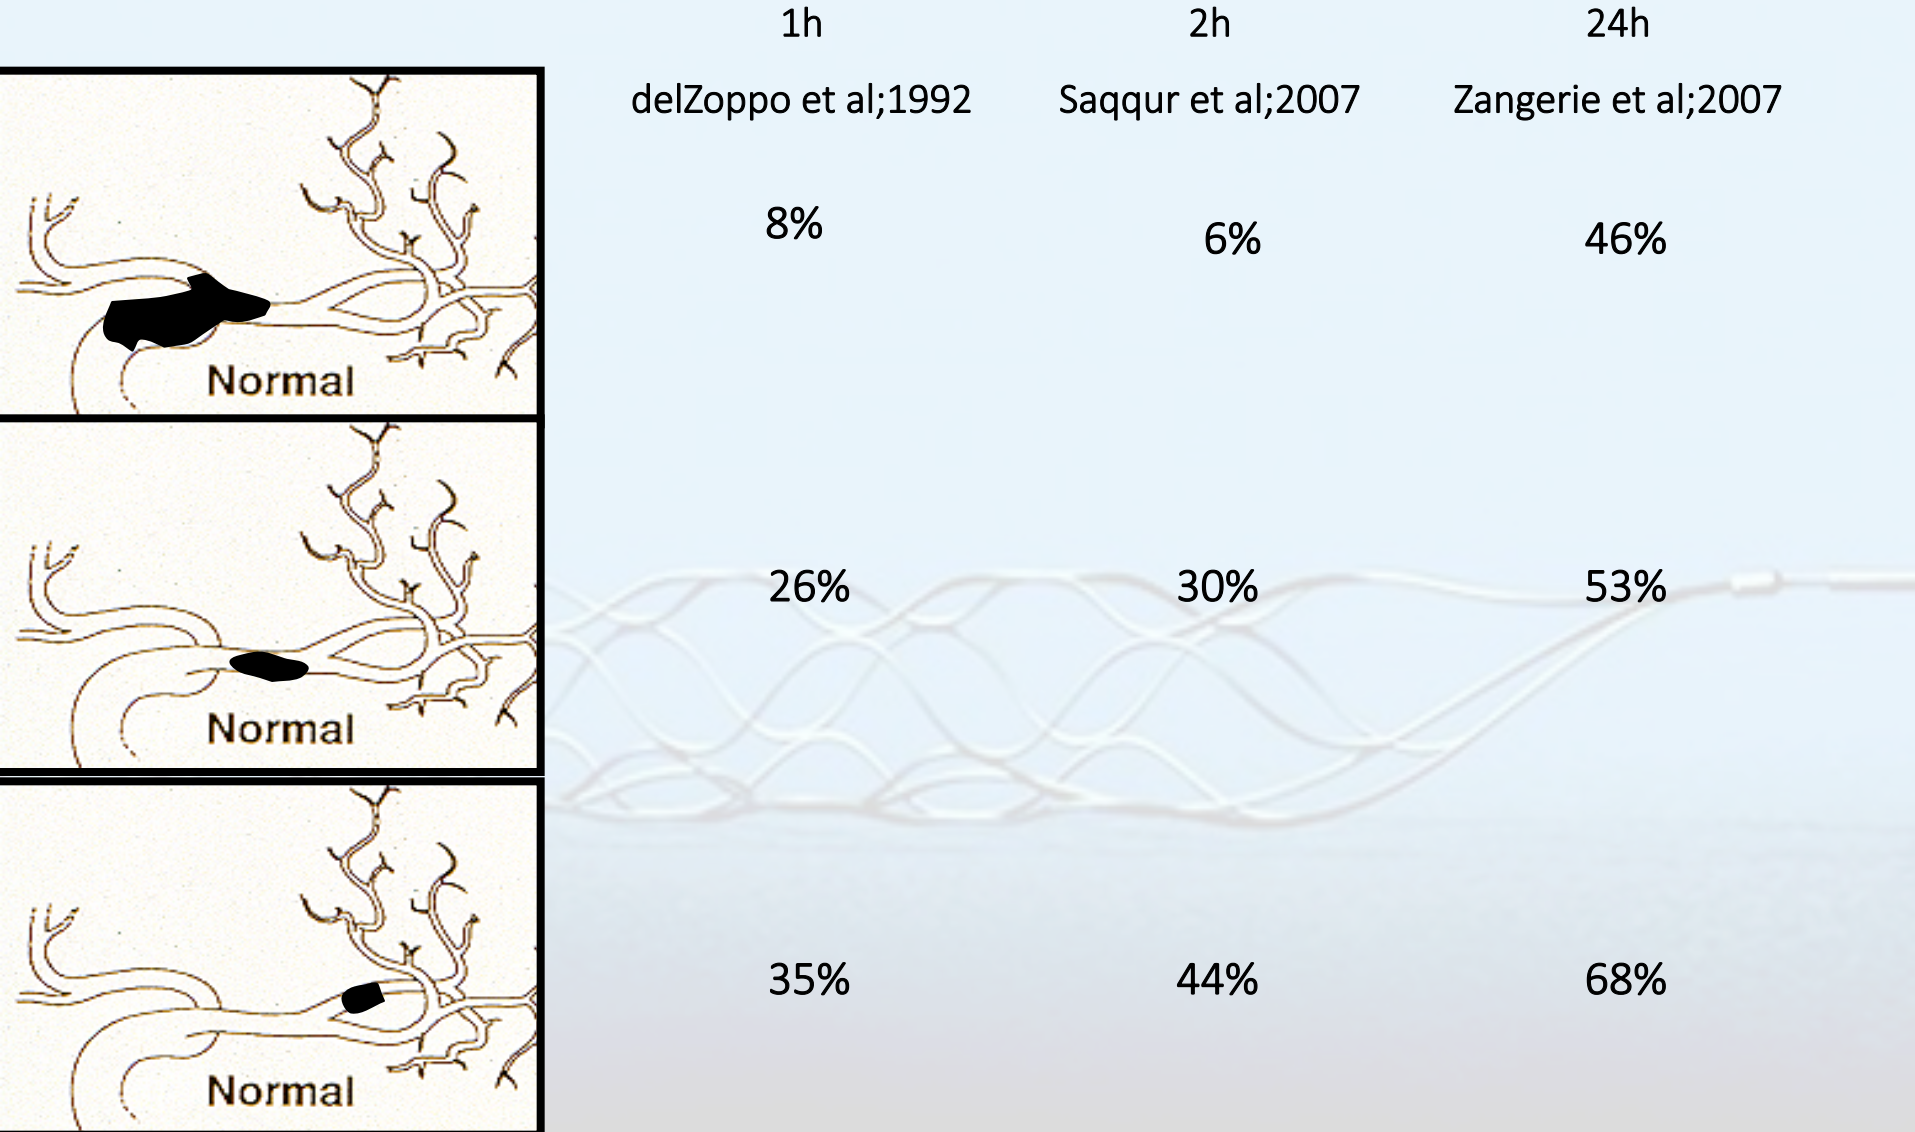 1h 2h 24h
delZoppo et al;1992 Saqqur et al;2007 Zangerie et al;2007
8% 6% 46%
Normal
26% 30% 53%
Normal
35% 44% 68%
Normal